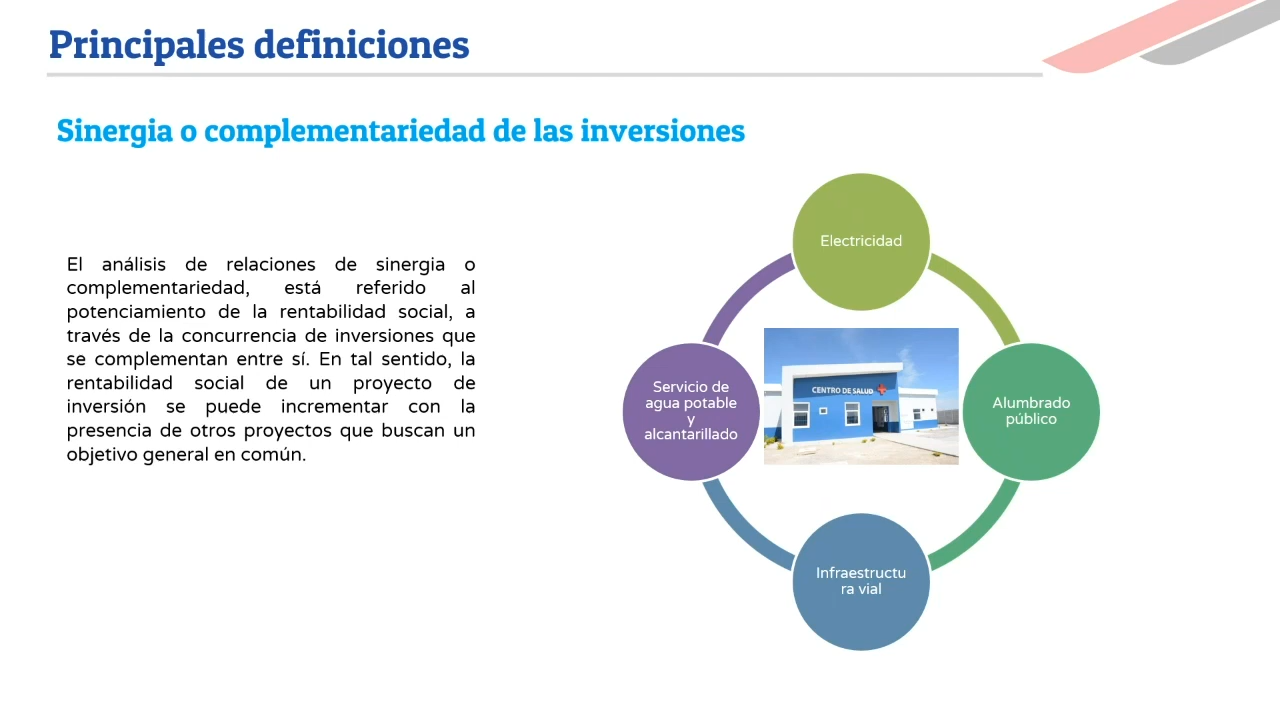 Principales definiciones
Sinergia o complementariedad de las inversiones
El análisis de relaciones de sinergia o
complementariedad, está referido al
potenciamiento de la rentabilidad social, a
través de la concurrencia de inversiones que
se complementan entre sí. En tal sentido, la
rentabilidad social de un proyecto de
inversión se puede incrementar con la
presencia de otros proyectos que buscan un
objetivo general en común.
Electricidad
Servicio de
agua potable
y
alcantarillado
CENTRO DE SALUD
Alumbrado
público
Infraestructu
ra vial